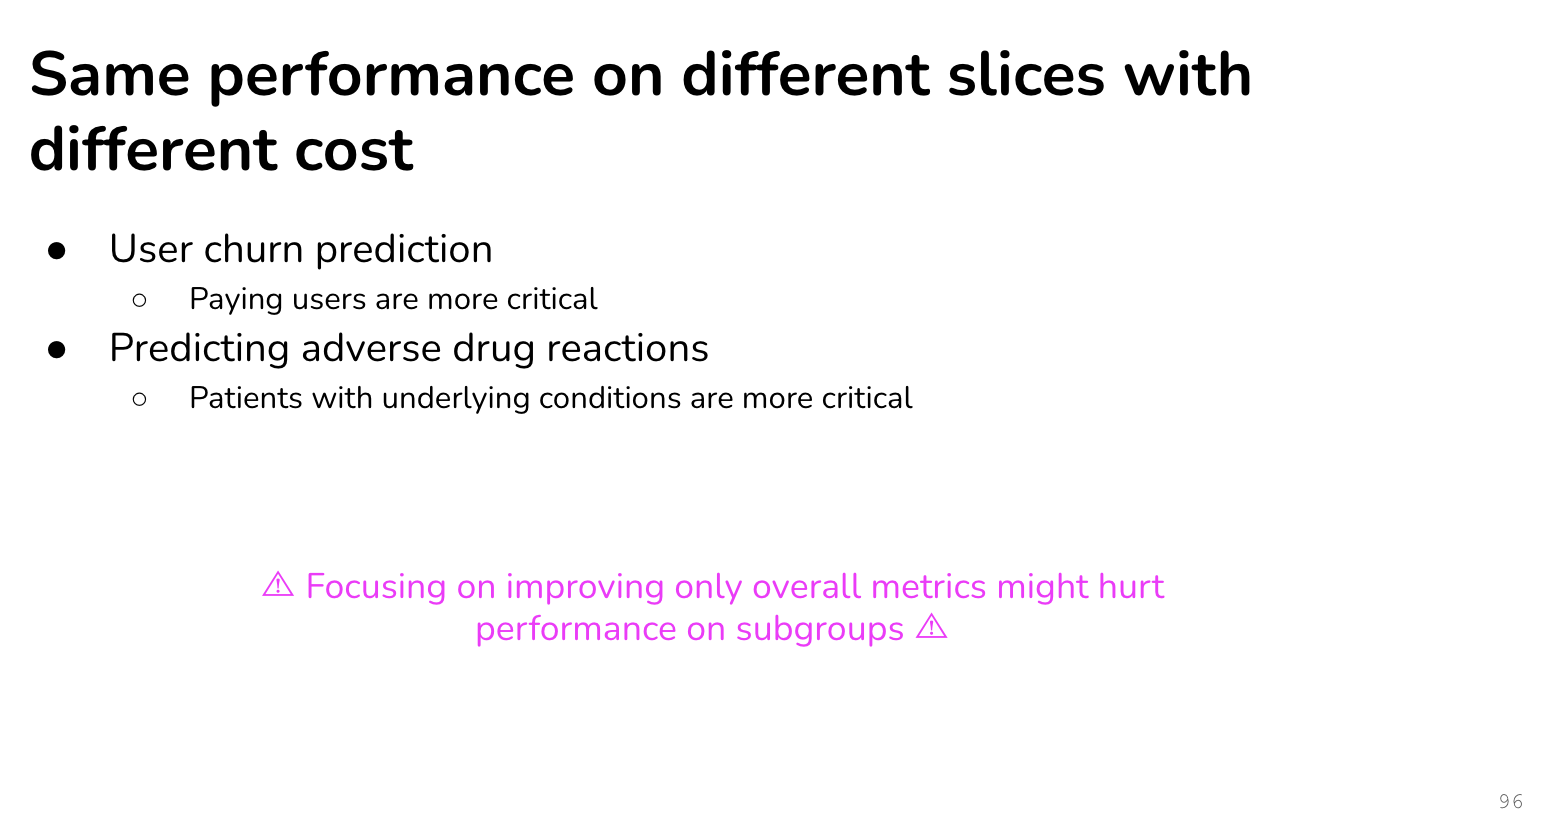 Same performance on different slices with
different cost
● User churn prediction
○ Paying users are more critical
● Predicting adverse drug reactions
○ Patients with underlying conditions are more critical
⚠ Focusing on improving only overall metrics might hurt
performance on subgroups ⚠
96